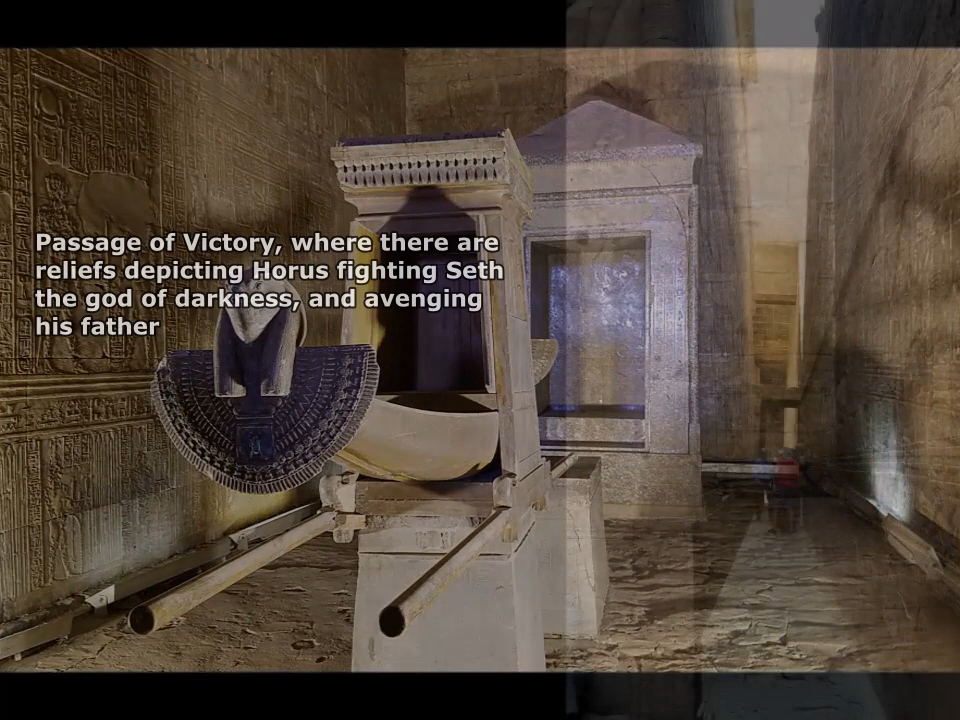 Passage of Victory, where there are
reliefs depicting Horus fighting Seth
the god of darkness, and avenging
his father